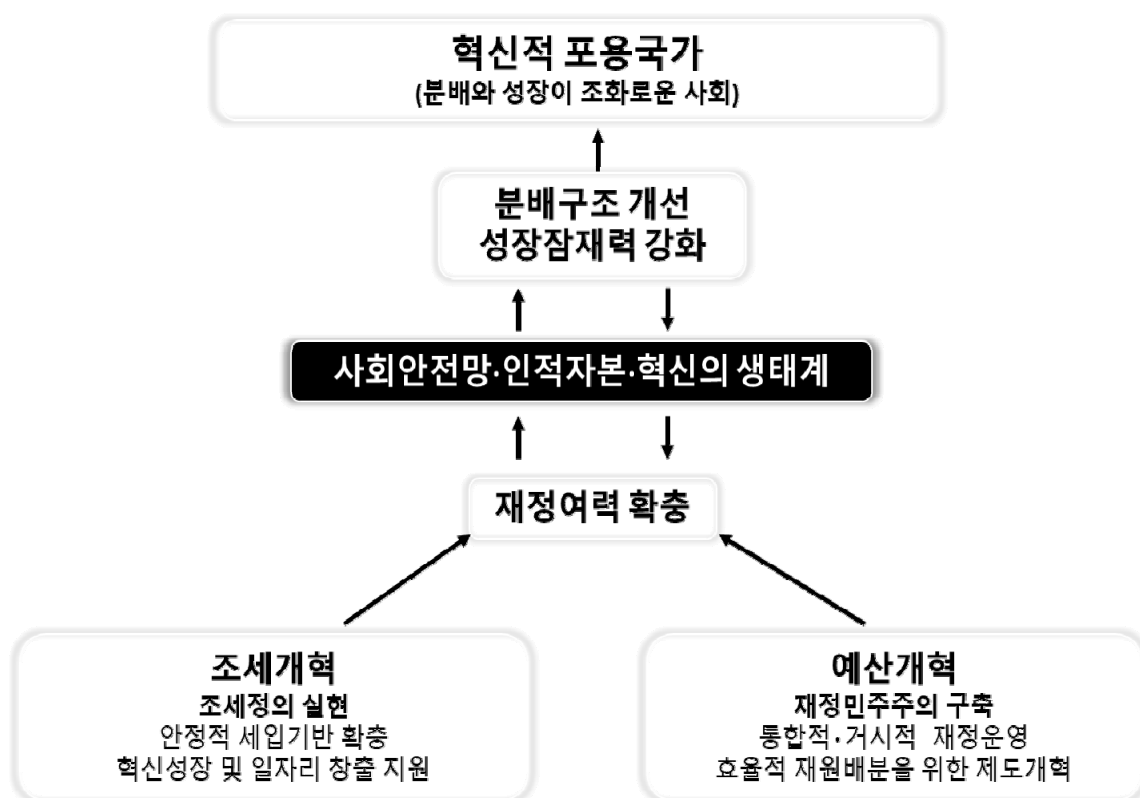 혁신적 포용국가
(분배와 성장이 조화로운 사회)
분배구조 개선
성장잠재력 강화
사회안전망·인적자본·혁신의 생태계
재정여력 확충
조세개혁
조세정의 실현
안정적 세입기반 확충
혁신성장 및 일자리 창출 지원
예산개혁
재정민주주의 구축
통합적·거시적 재정운영
효율적 재원배분을 위한 제도개혁